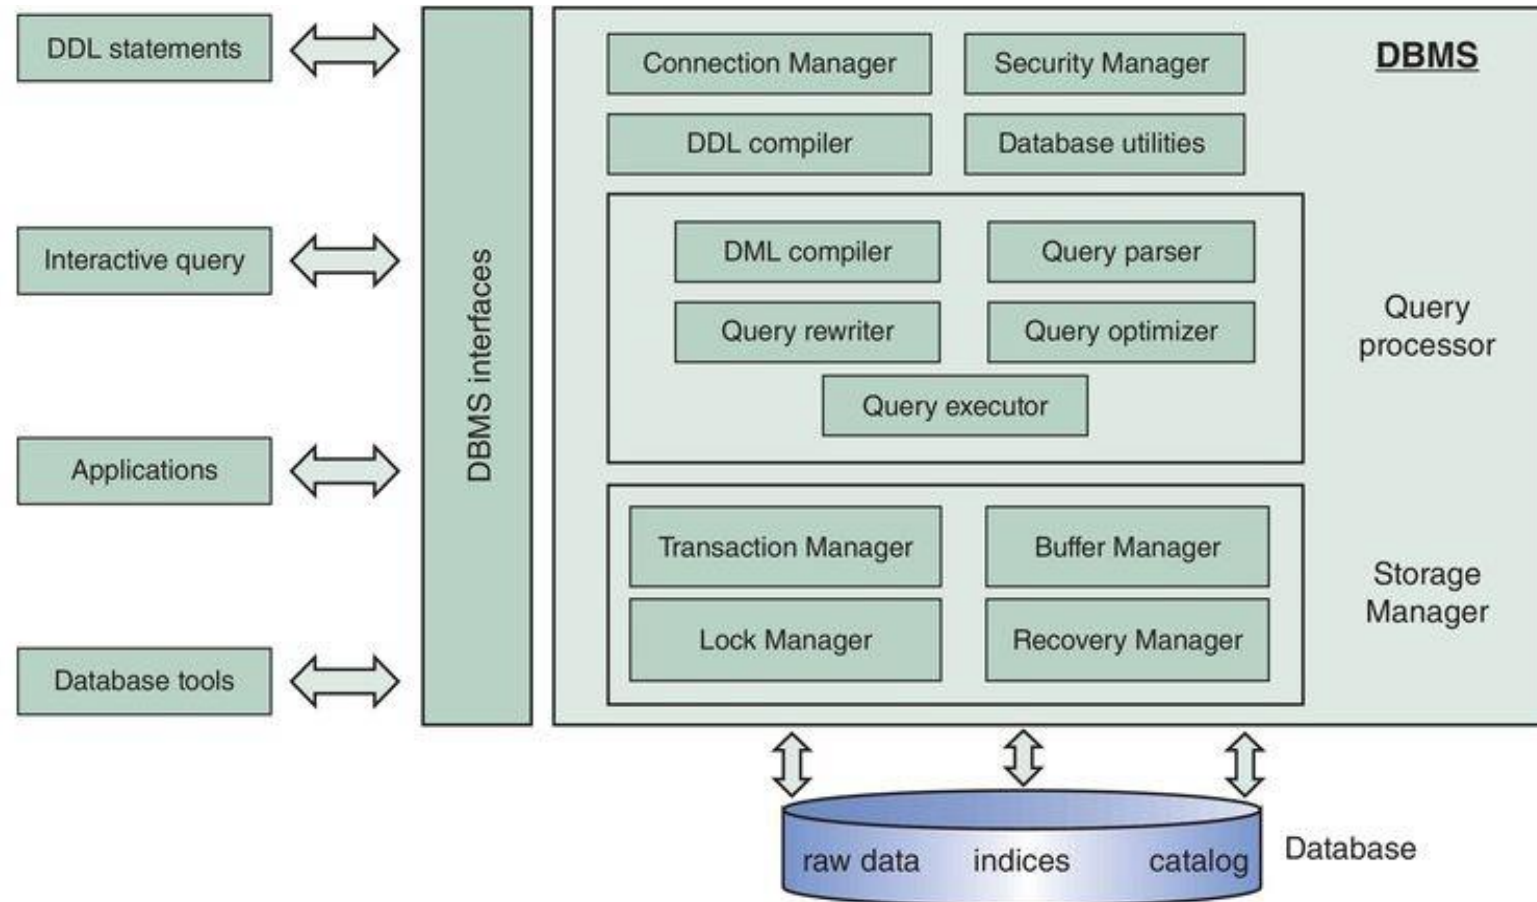 DDL statements
Interactive query
Applications
Database tools
DBMS interfaces
DBMS
Connection Manager
Security Manager
DDL compiler
Database utilities
DML compiler
Query parser
Query rewriter
Query optimizer
Query executor
Query
processor
Transaction Manager
Buffer Manager
Lock Manager
Recovery Manager
Storage
Manager
raw data
indices
catalog
Database